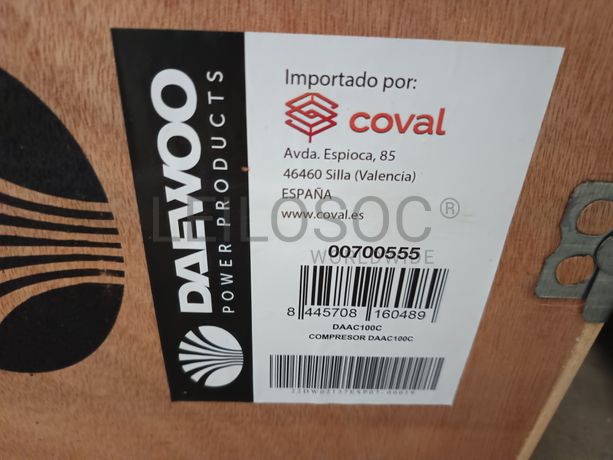 DAEWOO
POWER PRODUCTS
Importado por:
coval
Avda. Espioca, 85
46460 Silla (Valencia)
ESPAÑA
www.coval.es
LEILOSOC®
WORLDWIDE
00700555
8 445708 160489
DAAC100C
COMPRESOR DAAC100C